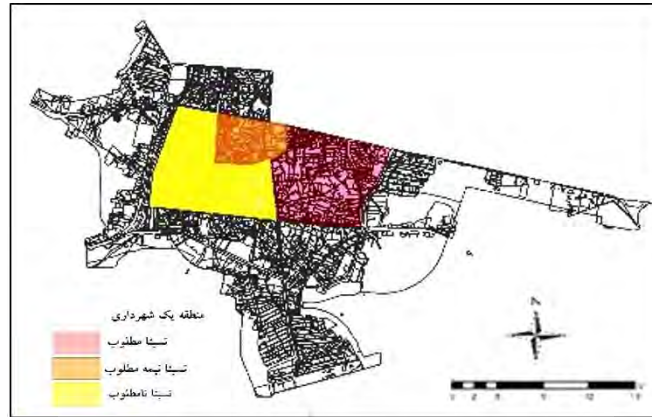 منطقه یک شهرداری
نسبتا مطلوب
نسبتا نیمه مطلوب
نسبتا نامطلوب
N